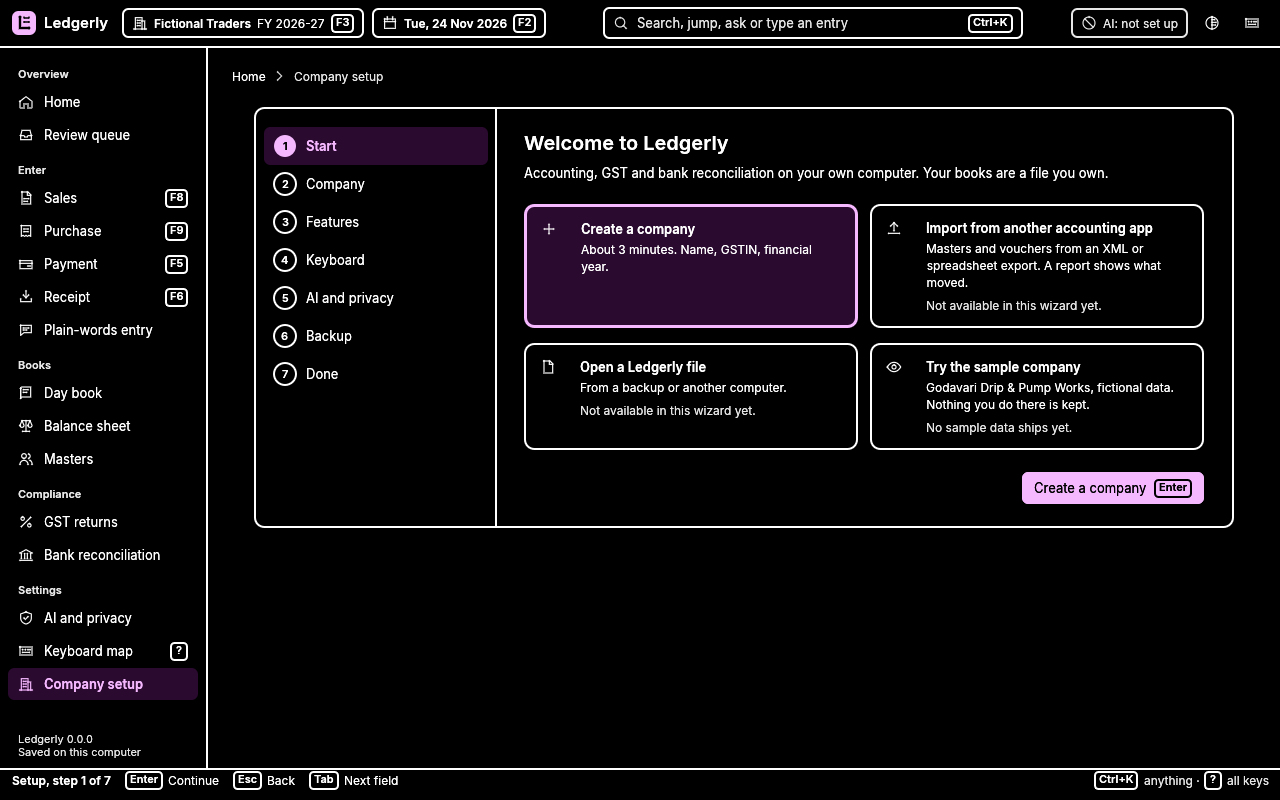 Ledgerly
Fictional Traders FY 2026-27 F3
Tue, 24 Nov 2026 F2
Search, jump, ask or type an entry Ctrl+K
AI: not set up
Overview
Home
Review queue
Enter
Sales F8
Purchase F9
Payment F5
Receipt F6
Plain-words entry
Books
Day book
Balance sheet
Masters
Compliance
GST returns
Bank reconciliation
Settings
AI and privacy
Keyboard map ?
Company setup
Ledgerly 0.0.0
Saved on this computer
Home > Company setup
1 Start
2 Company
3 Features
4 Keyboard
5 AI and privacy
6 Backup
7 Done
Welcome to Ledgerly
Accounting, GST and bank reconciliation on your own computer. Your books are a file you own.
Create a company
About 3 minutes. Name, GSTIN, financial
year.
Import from another accounting app
Masters and vouchers from an XML or
spreadsheet export. A report shows what
moved.
Not available in this wizard yet.
Open a Ledgerly file
From a backup or another computer.
Not available in this wizard yet.
Try the sample company
Godavari Drip & Pump Works, fictional data.
Nothing you do there is kept.
No sample data ships yet.
Create a company Enter
Setup, step 1 of 7 Enter Continue Esc Back Tab Next field
Ctrl+K anything · ? all keys